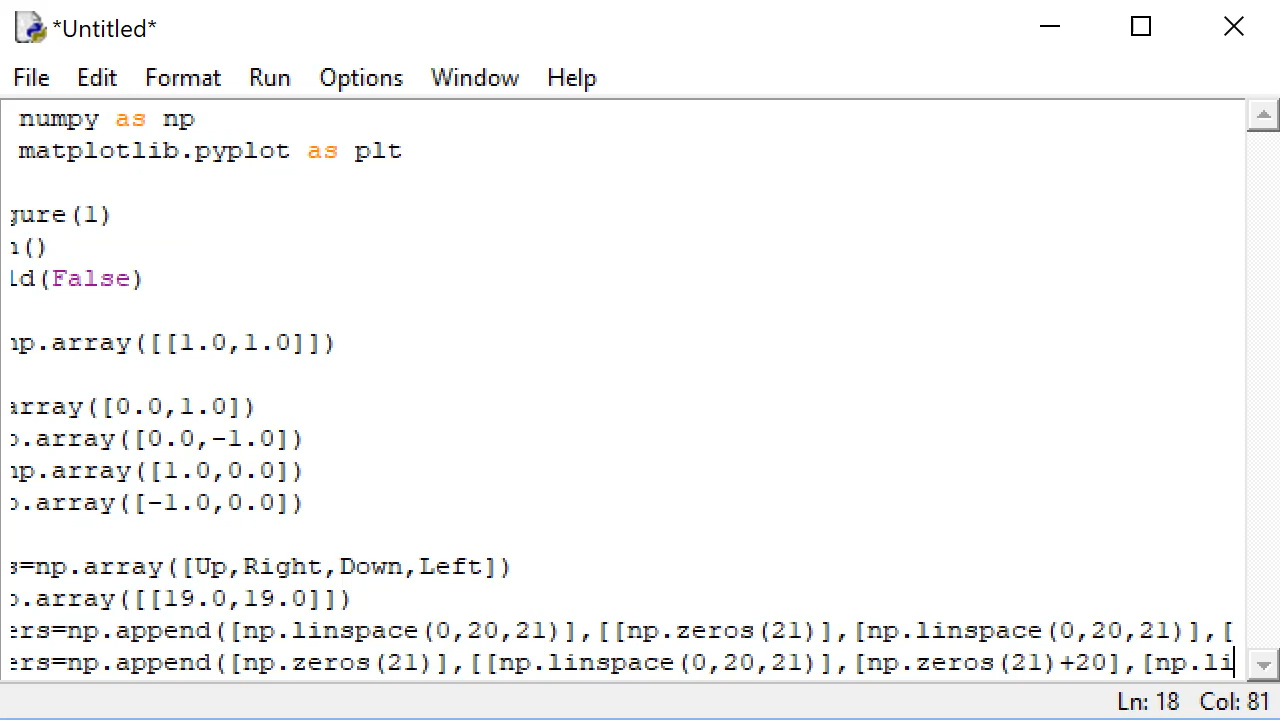 *Untitled*
File Edit Format Run Options Window Help
numpy as np
matplotlib.pyplot as plt
gure(1)
n()
ld(False)
np.array([[1.0,1.0]])
array([0.0,1.0])
p.array([0.0,-1.0])
np.array([1.0,0.0])
p.array([-1.0,0.0])
s=np.array([Up,Right,Down,Left])
p.array([[19.0,19.0]])
ers=np.append([np.linspace(0,20,21)],[[np.zeros(21)],[np.linspace(0,20,21)],[
ers=np.append([np.zeros(21)],[[np.linspace(0,20,21)],[np.zeros(21)+20],[np.li
Ln: 18 Col: 81